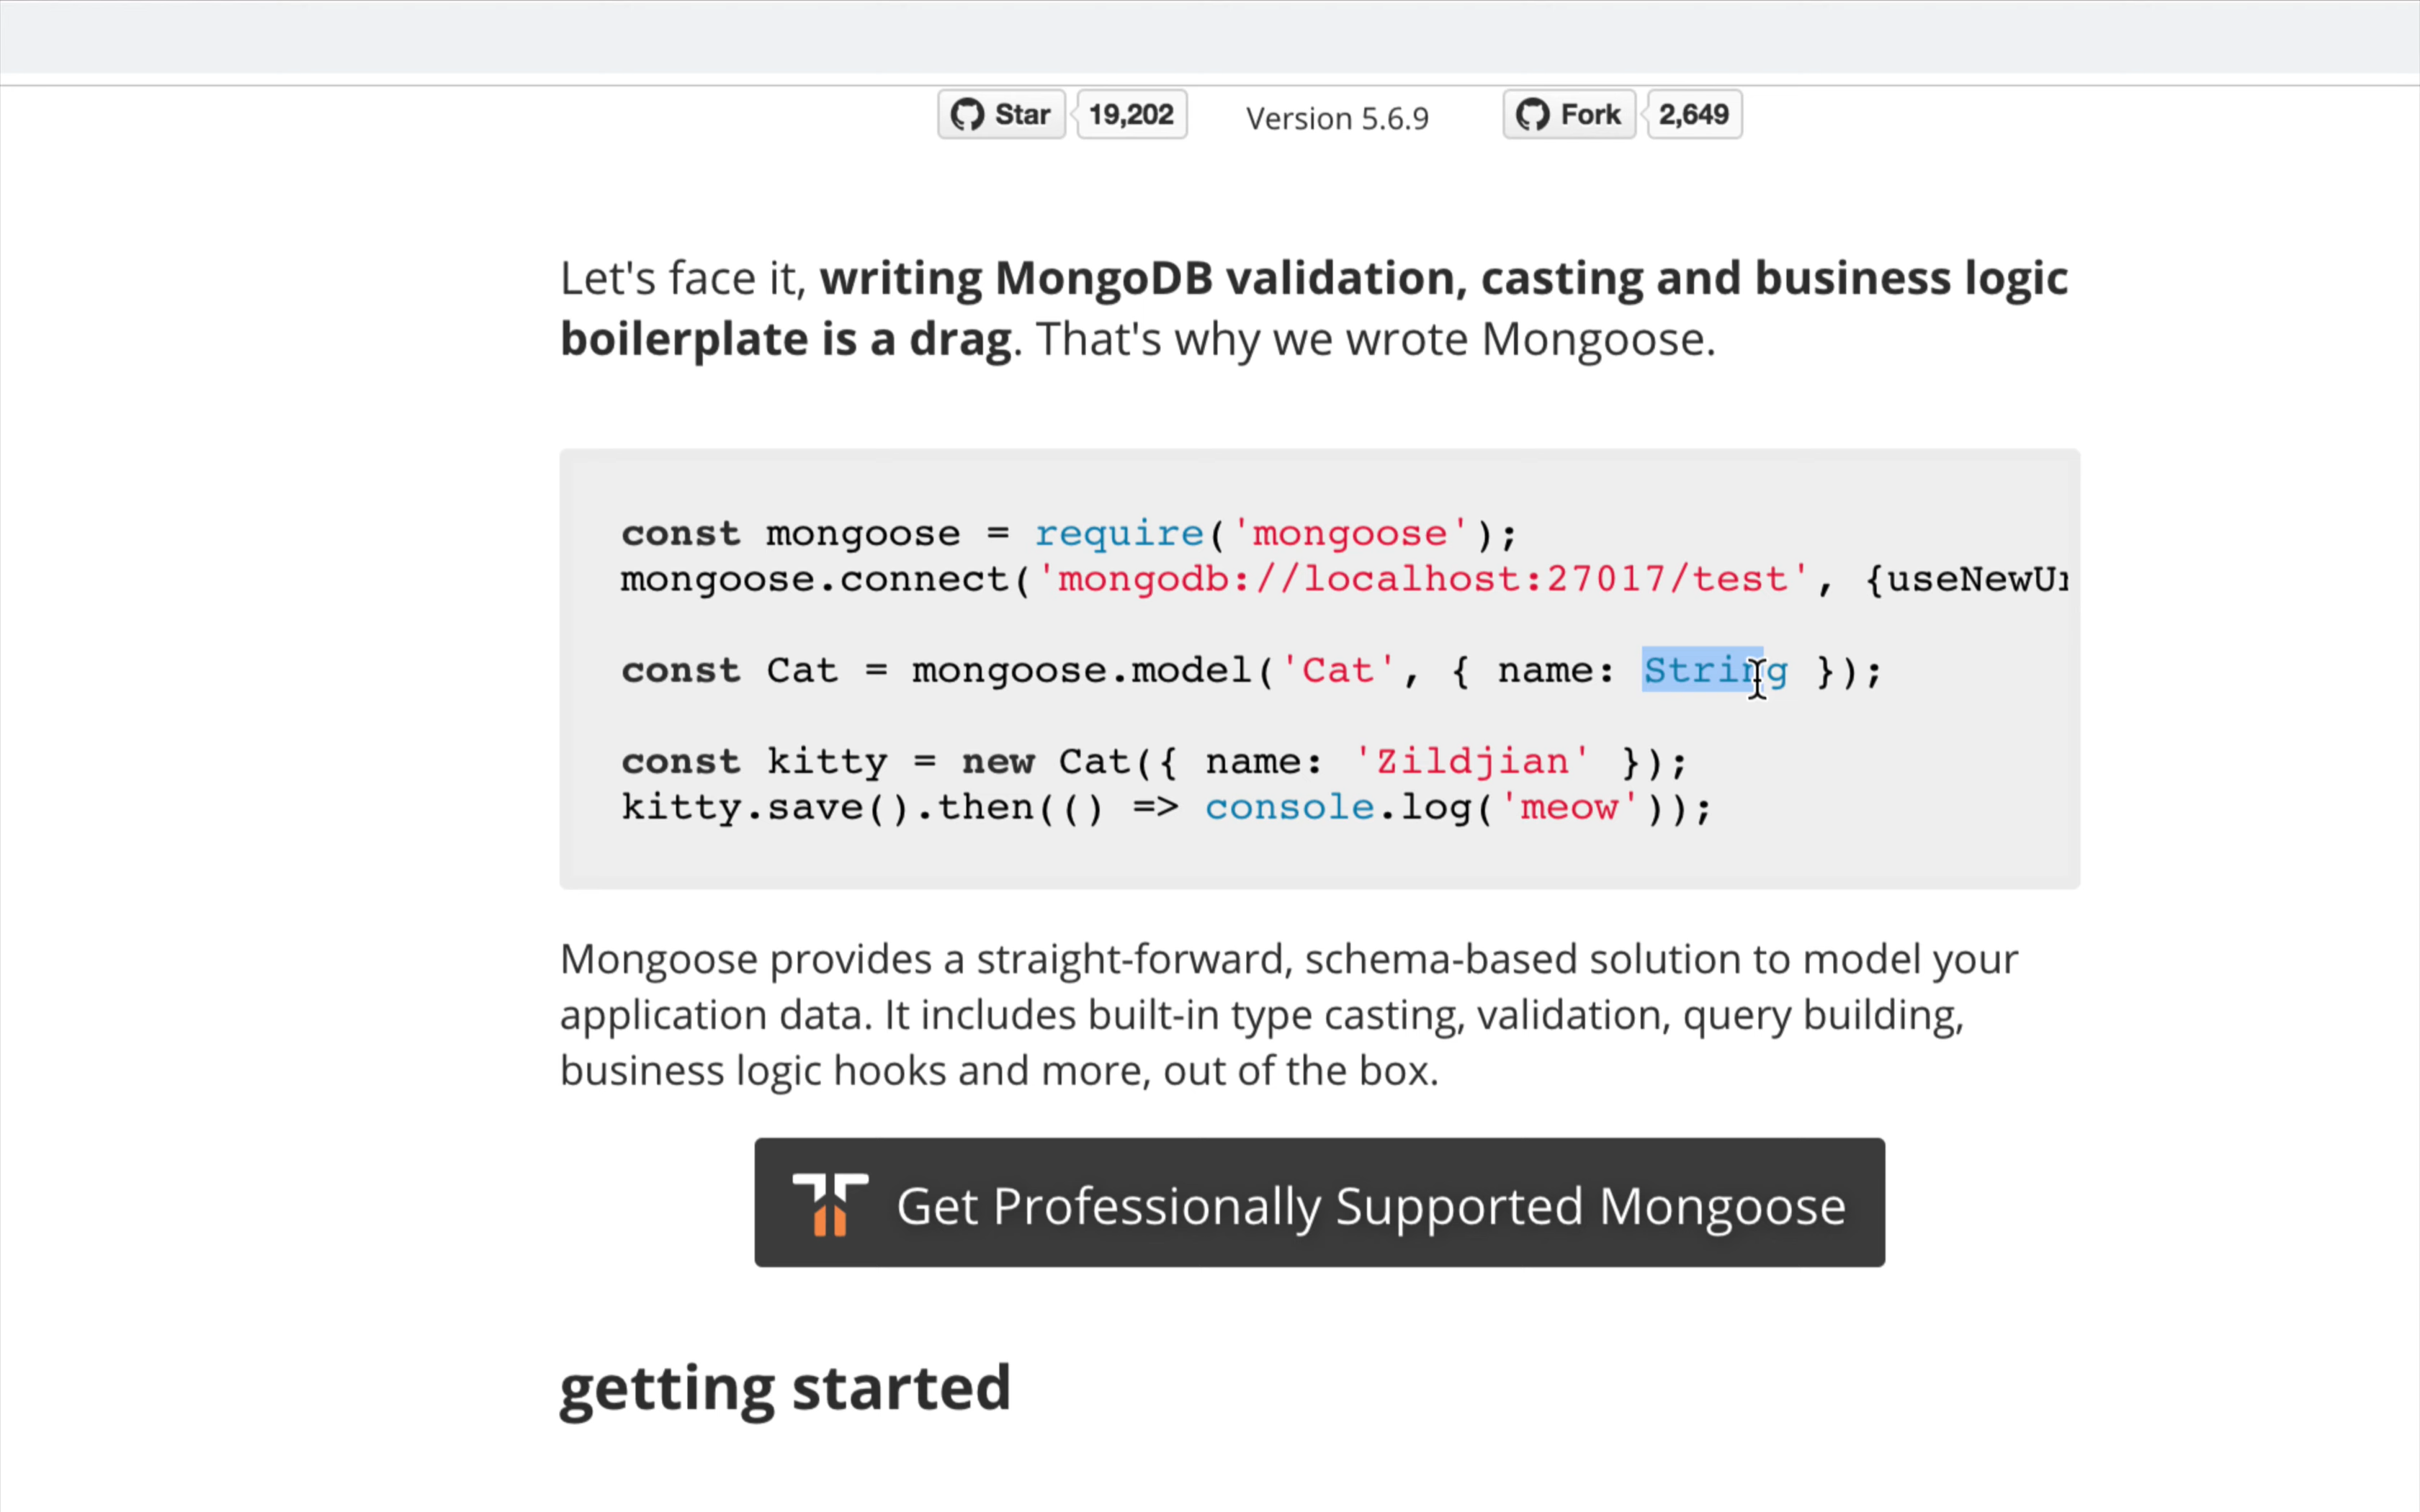 Star 19,202 Version 5.6.9 Fork 2,649
Let's face it, writing MongoDB validation, casting and business logic
boilerplate is a drag. That's why we wrote Mongoose.
const mongoose = require('mongoose');
mongoose.connect('mongodb://localhost:27017/test', {useNewUr
const Cat = mongoose.model('Cat', { name: String });
const kitty = new Cat({ name: 'Zildjian' });
kitty.save().then(() => console.log('meow'));
Mongoose provides a straight-forward, schema-based solution to model your
application data. It includes built-in type casting, validation, query building,
business logic hooks and more, out of the box.
Get Professionally Supported Mongoose
getting started